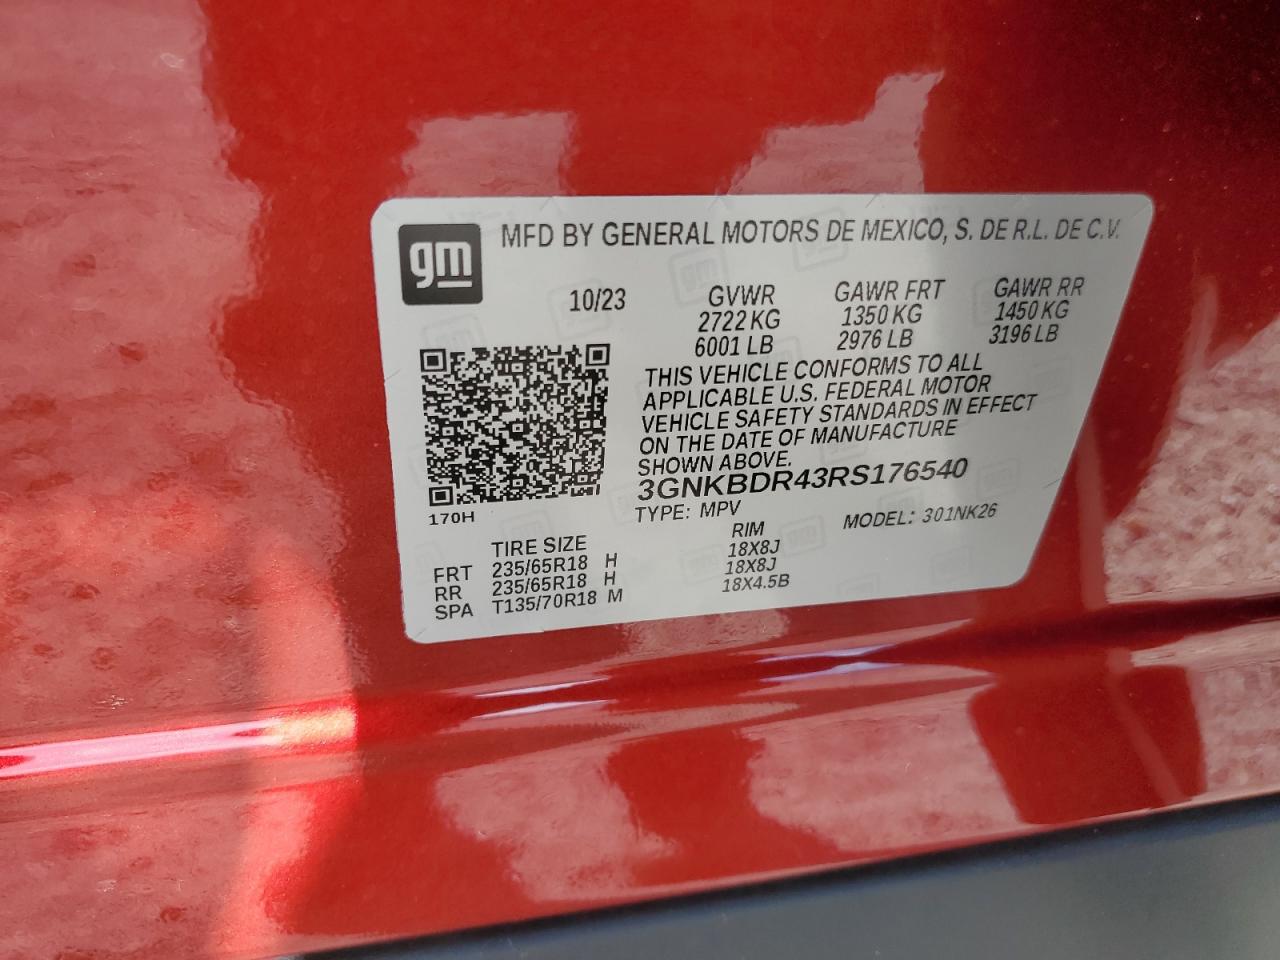 gm MFD BY GENERAL MOTORS DE MEXICO, S. DE R.L. DE C.V.
10/23 GVWR GAWR FRT GAWR RR
2722 KG 1350 KG 1450 KG
6001 LB 2976 LB 3196 LB
THIS VEHICLE CONFORMS TO ALL
APPLICABLE U.S. FEDERAL MOTOR
VEHICLE SAFETY STANDARDS IN EFFECT
ON THE DATE OF MANUFACTURE
SHOWN ABOVE.
3GNKBDR43RS176540
170H TYPE: MPV MODEL: 301NK26
TIRE SIZE RIM
FRT 235/65R18 H 18X8J
RR 235/65R18 H 18X8J
SPA T135/70R18 M 18X4.5B